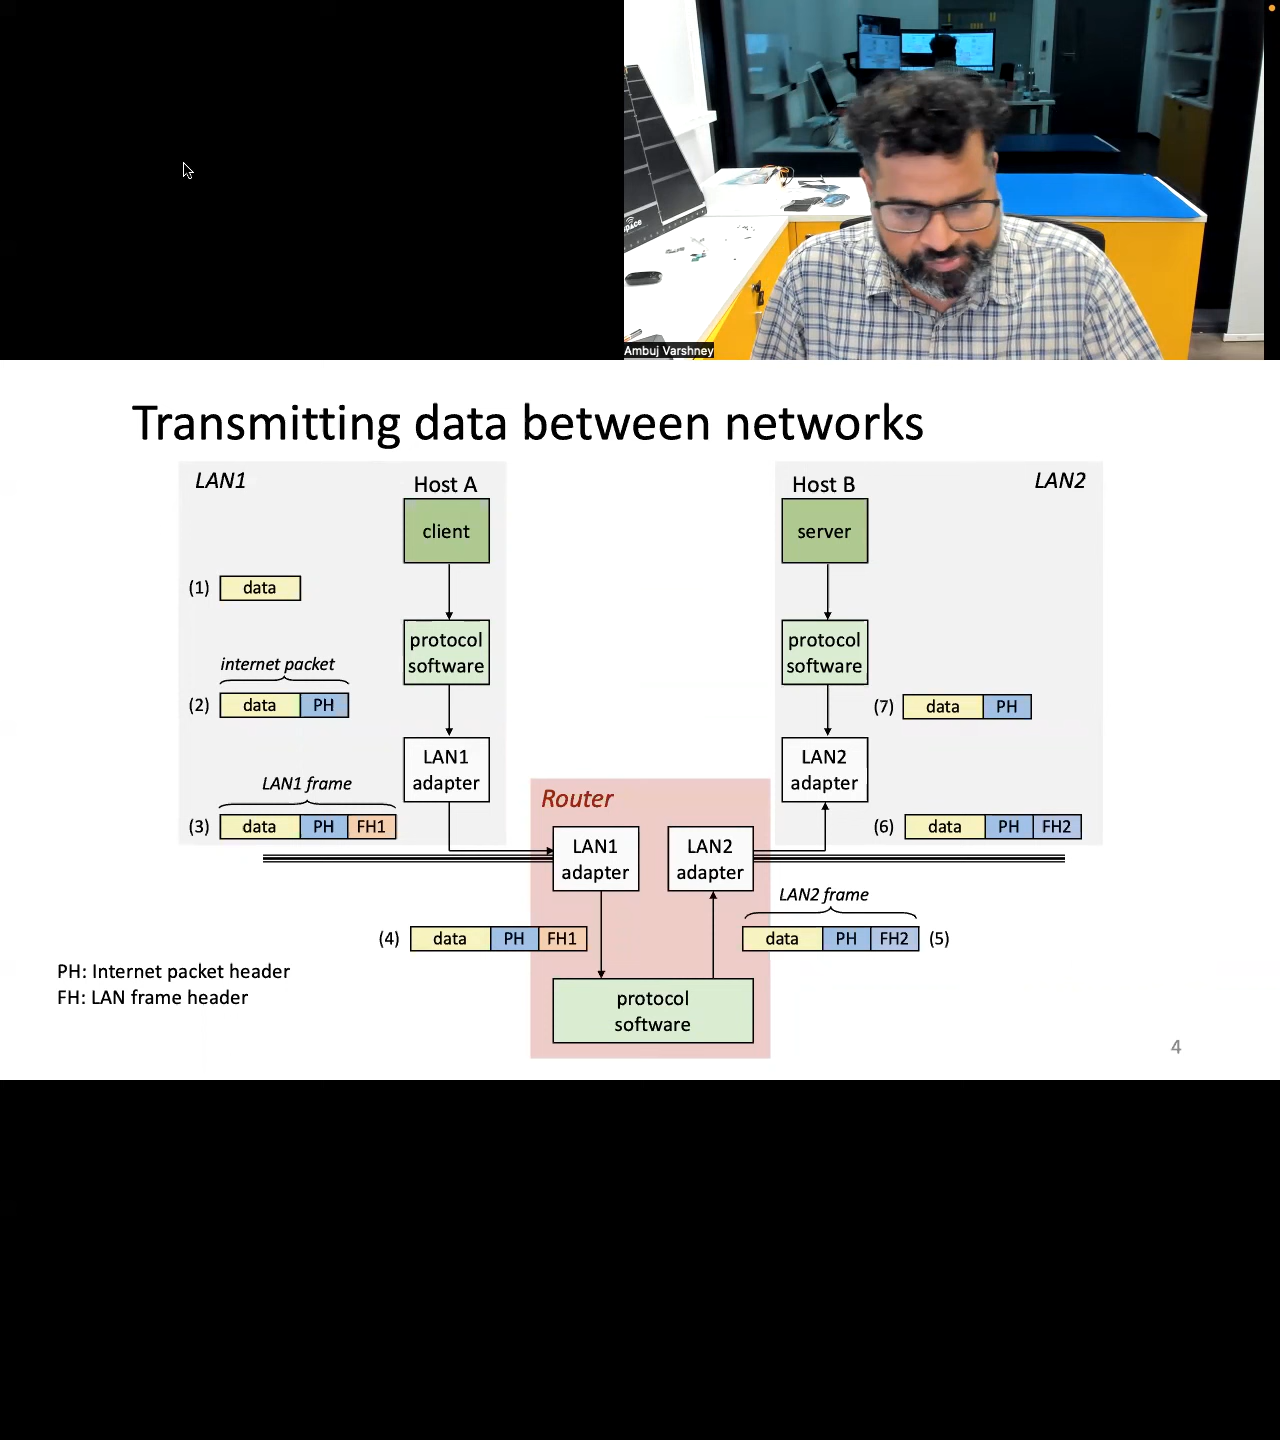 Ambuj Varshney
Transmitting data between networks
LAN1
Host A
client
(1) data
protocol
software
internet packet
(2) data PH
LAN1
adapter
LAN1 frame
(3) data PH FH1
Host B
LAN2
server
protocol
software
(7) data PH
LAN2
adapter
(6) data PH FH2
Router
LAN1
adapter
LAN2
adapter
LAN2 frame
(4) data PH FH1
data PH FH2 (5)
protocol
software
PH: Internet packet header
FH: LAN frame header
4